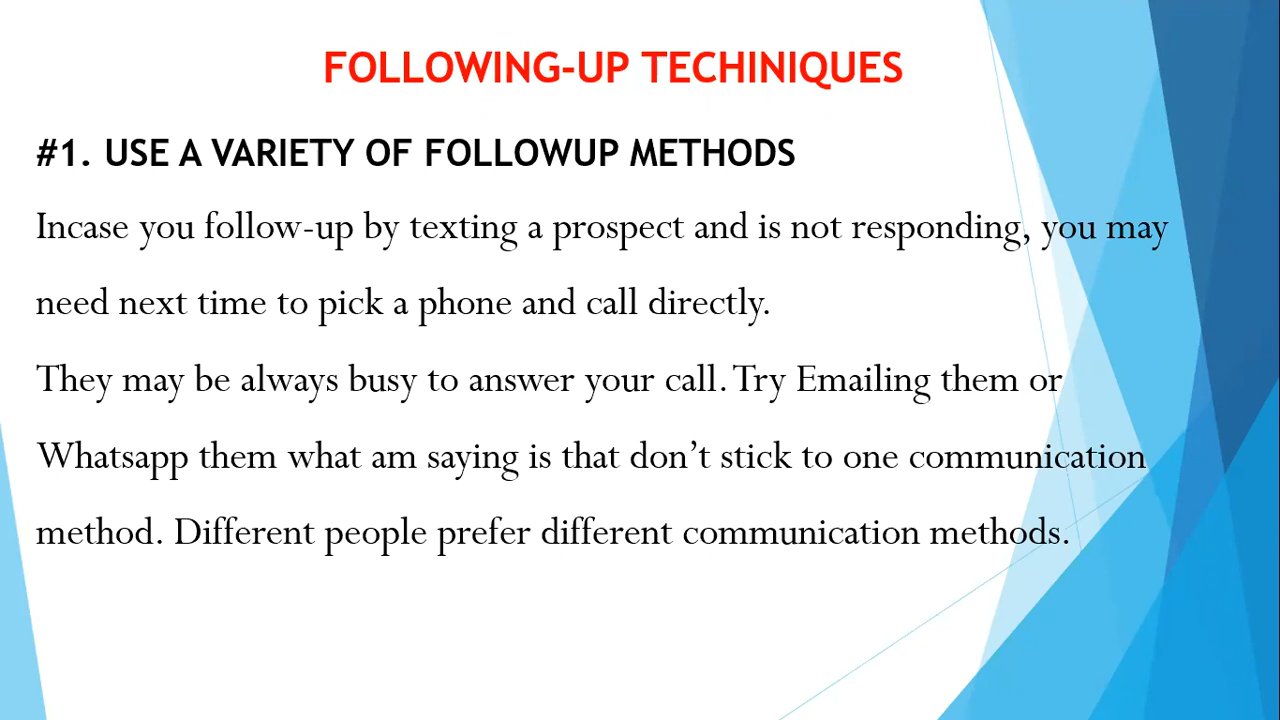 FOLLOWING-UP TECHINIQUES
#1. USE A VARIETY OF FOLLOWUP METHODS
Incase you follow-up by texting a prospect and is not responding, you may
need next time to pick a phone and call directly.
They may be always busy to answer your call. Try Emailing them or
Whatsapp them what am saying is that don’t stick to one communication
method. Different people prefer different communication methods.